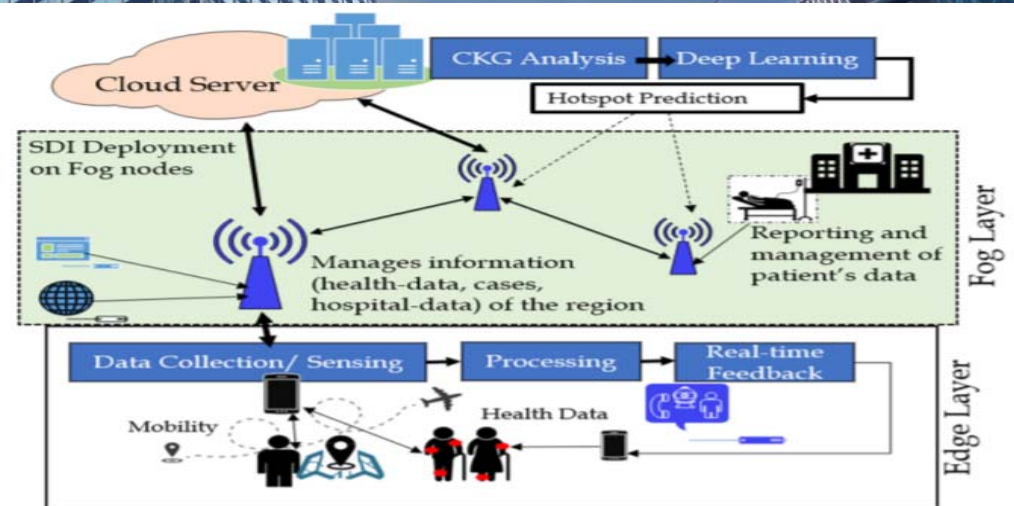 Cloud Server
CKG Analysis
Deep Learning
Hotspot Prediction
SDI Deployment
on Fog nodes
Manages information
(health-data, cases,
hospital-data) of the region
Reporting and
management of
patient's data
Fog Layer
Data Collection/ Sensing
Processing
Real-time
Feedback
Mobility
Health Data
Edge Layer